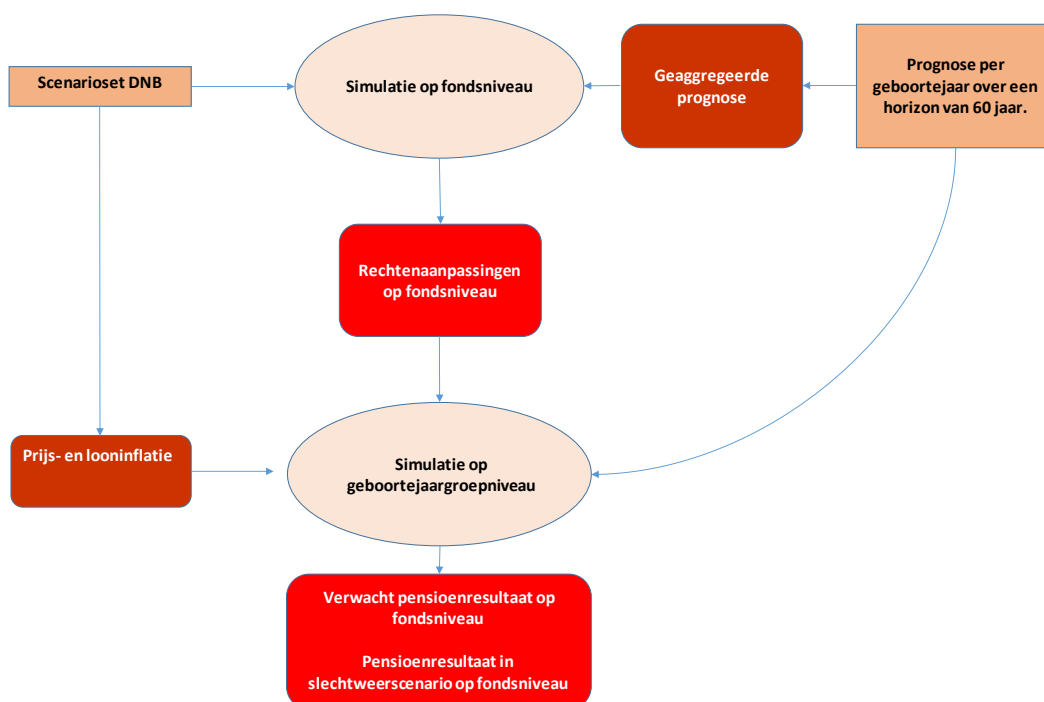 Scenarioset DNB
Simulatie op fondsniveau
Geaggregeerde
prognose
Prognose per
geboortejaar over een
horizon van 60 jaar.
Rechtenaanpassingen
op fondsniveau
Prijs- en looninflatie
Simulatie op
geboortejaargroepniveau
Verwacht pensioenresultaat op
fondsniveau
Pensioenresultaat in
slechtweerscenario op fondsniveau